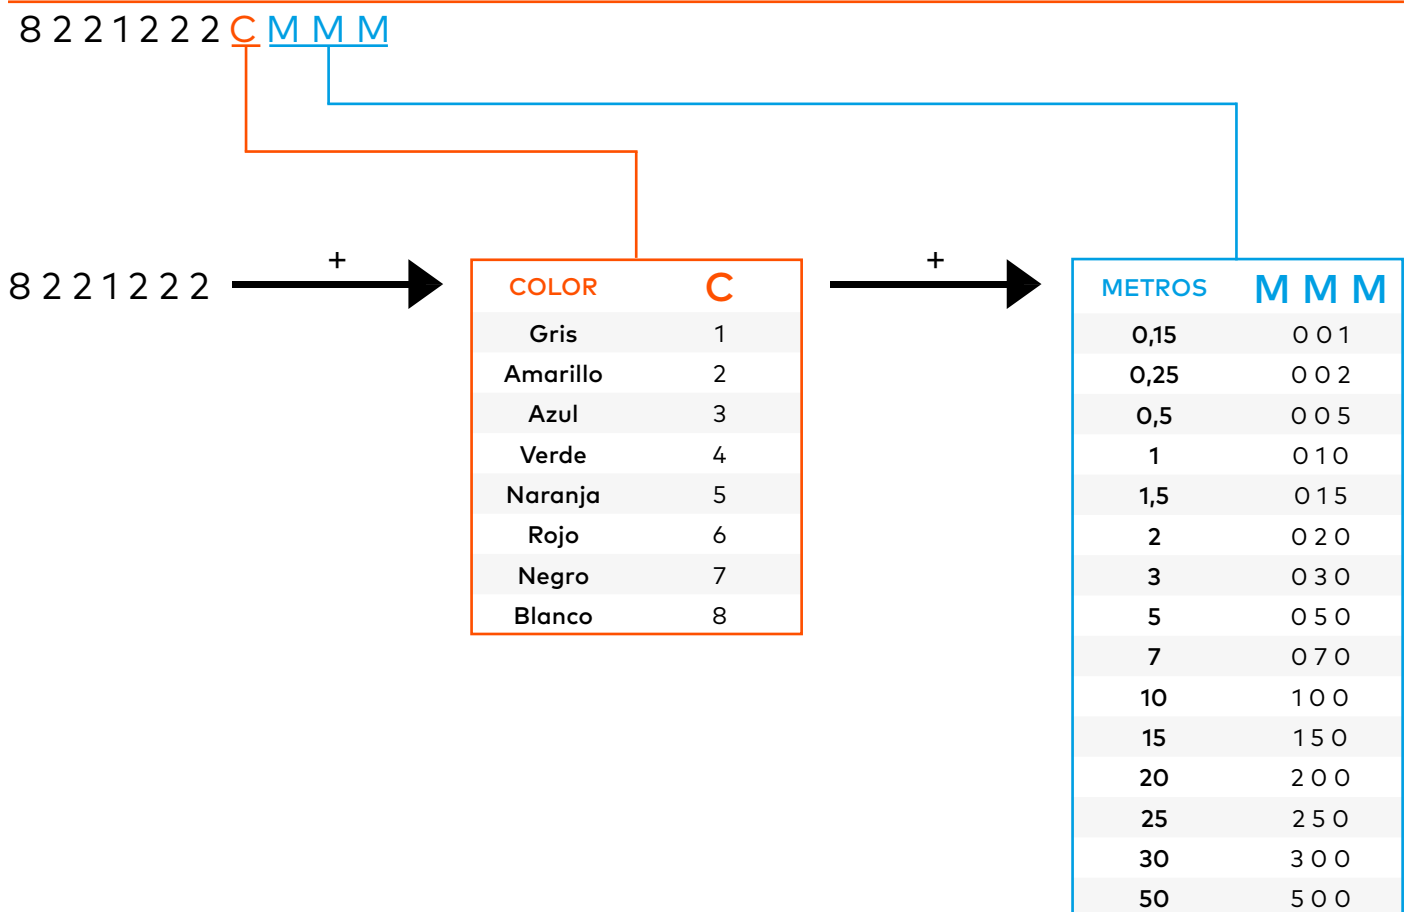 8 2 2 1 2 2 2 C M M M
8 2 2 1 2 2 2
+
+
COLOR C
Gris 1
Amarillo 2
Azul 3
Verde 4
Naranja 5
Rojo 6
Negro 7
Blanco 8
METROS M M M
0,15 0 0 1
0,25 0 0 2
0,5 0 0 5
1 0 1 0
1,5 0 1 5
2 0 2 0
3 0 3 0
5 0 5 0
7 0 7 0
10 1 0 0
15 1 5 0
20 2 0 0
25 2 5 0
30 3 0 0
50 5 0 0